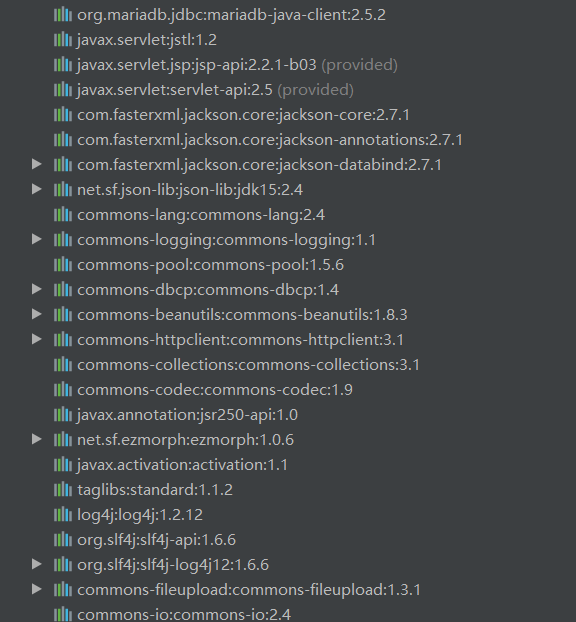 org.mariadb.jdbc:mariadb-java-client:2.5.2
javax.servlet:jstl:1.2
javax.servlet.jsp:jsp-api:2.2.1-b03 (provided)
javax.servlet:servlet-api:2.5 (provided)
com.fasterxml.jackson.core:jackson-core:2.7.1
com.fasterxml.jackson.core:jackson-annotations:2.7.1
com.fasterxml.jackson.core:jackson-databind:2.7.1
net.sf.json-lib:json-lib:jdk15:2.4
commons-lang:commons-lang:2.4
commons-logging:commons-logging:1.1
commons-pool:commons-pool:1.5.6
commons-dbcp:commons-dbcp:1.4
commons-beanutils:commons-beanutils:1.8.3
commons-httpclient:commons-httpclient:3.1
commons-collections:commons-collections:3.1
commons-codec:commons-codec:1.9
javax.annotation:jsr250-api:1.0
net.sf.ezmorph:ezmorph:1.0.6
javax.activation:activation:1.1
taglibs:standard:1.1.2
log4j:log4j:1.2.12
org.slf4j:slf4j-api:1.6.6
org.slf4j:slf4j-log4j12:1.6.6
commons-fileupload:commons-fileupload:1.3.1
commons-io:commons-io:2.4